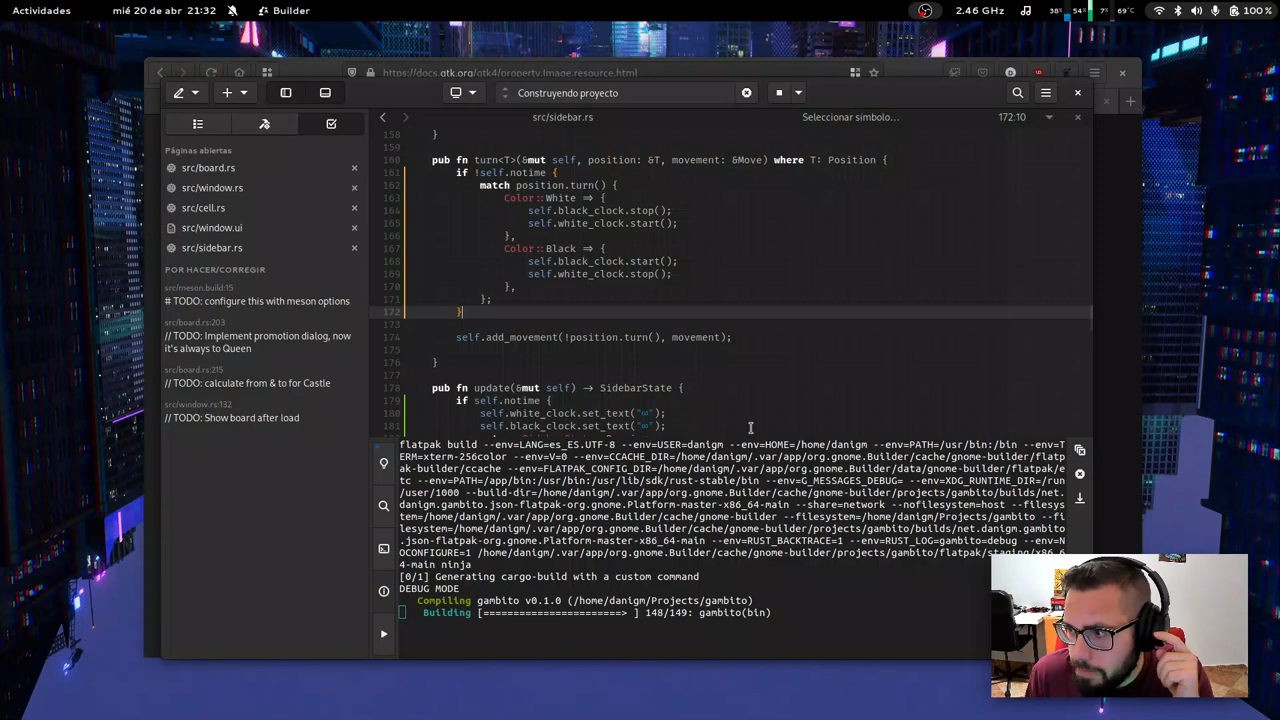 Actividades
mié 20 de abr 21:32
Builder
2.46 GHz
38%
54%
7%
69°C
100 %
https://docs.gtk.org/gtk4/property.Image.resource.html
Construyendo proyecto
src/sidebar.rs
Seleccionar símbolo…
172:10
Páginas abiertas
src/board.rs
src/window.rs
src/cell.rs
src/window.ui
src/sidebar.rs
POR HACER/CORREGIR
src/meson.build:15
# TODO: configure this with meson options
src/board.rs:203
// TODO: Implement promotion dialog, now
it's always to Queen
src/board.rs:215
// TODO: calculate from & to for Castle
src/window.rs:132
// TODO: Show board after load
158 }
159
160 pub fn turn<T>(&mut self, position: &T, movement: &Move) where T: Position {
161 if !self.notime {
162 match position.turn() {
163 Color::White => {
164 self.black_clock.stop();
165 self.white_clock.start();
166 },
167 Color::Black => {
168 self.black_clock.start();
169 self.white_clock.stop();
170 },
171 };
172 }
173
174 self.add_movement(!position.turn(), movement);
175
176 }
177
178 pub fn update(&mut self) -> SidebarState {
179 if self.notime {
180 self.white_clock.set_text("∞");
181 self.black_clock.set_text("∞");
flatpak build --env=LANG=es_ES.UTF-8 --env=USER=danigm --env=HOME=/home/danigm --env=PATH=/usr/bin:/bin --env=T
ERM=xterm-256color --env=V=0 --env=CCACHE_DIR=/home/danigm/.var/app/org.gnome.Builder/cache/gnome-builder/flatp
ak-builder/ccache --env=FLATPAK_CONFIG_DIR=/home/danigm/.var/app/org.gnome.Builder/data/gnome-builder/flatpak/e
tc --env=PATH=/app/bin:/usr/bin:/usr/lib/sdk/rust-stable/bin --env=G_MESSAGES_DEBUG= --env=XDG_RUNTIME_DIR=/run
/user/1000 --build-dir=/home/danigm/.var/app/org.gnome.Builder/cache/gnome-builder/projects/gambito/builds/net.
danigm.gambito.json-flatpak-org.gnome.Platform-master-x86_64-main --share=network --nofilesystem=host --filesys
tem=/home/danigm/.var/app/org.gnome.Builder/cache/gnome-builder --filesystem=/home/danigm/Projects/gambito --fi
lesystem=/home/danigm/.var/app/org.gnome.Builder/cache/gnome-builder/projects/gambito/builds/net.danigm.gambito
.json-flatpak-org.gnome.Platform-master-x86_64-main --env=RUST_BACKTRACE=1 --env=RUST_LOG=gambito=debug --env=N
OCONFIGURE=1 /home/danigm/.var/app/org.gnome.Builder/cache/gnome-builder/projects/gambito/flatpak/staging/x86_6
4-main ninja
[0/1] Generating cargo-build with a custom command
DEBUG MODE
Compiling gambito v0.1.0 (/home/danigm/Projects/gambito)
Building [=======================> ] 148/149: gambito(bin)